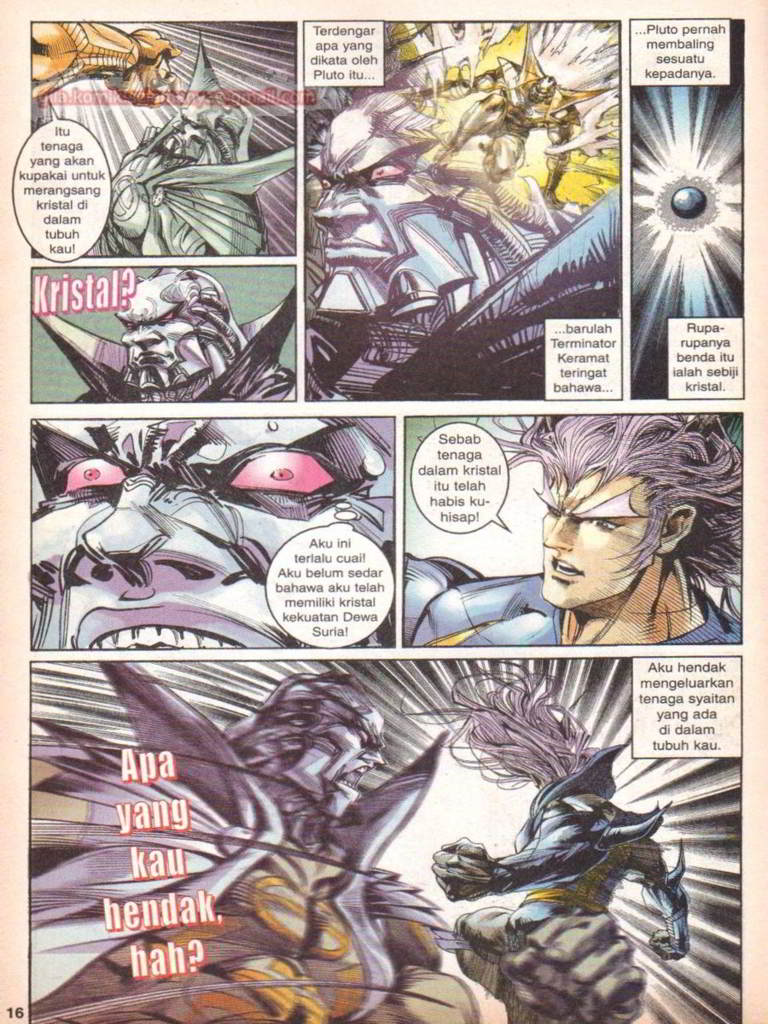 Itu
tenaga
yang akan
kupakai untuk
merangsang
kristal di
dalam
tubuh
kau!
Terdengar
apa yang
dikata oleh
Pluto itu...
...barulah
Terminator
Keramat
teringat
bahawa...
...Pluto pernah
membaling
sesuatu
kepadanya.
Rupa-
rupanya
benda itu
ialah sebiji
kristal.
Kristal?
Aku ini
terlalu cuai!
Aku belum sedar
bahawa aku telah
memiliki kristal
kekuatan Dewa
Suria!
Sebab
tenaga
dalam kristal
itu telah
habis ku-
hisap!
Aku hendak
mengeluarkan
tenaga syaitan
yang ada
di dalam
tubuh kau.
Apa
yang
kau
hendak,
hah?
16